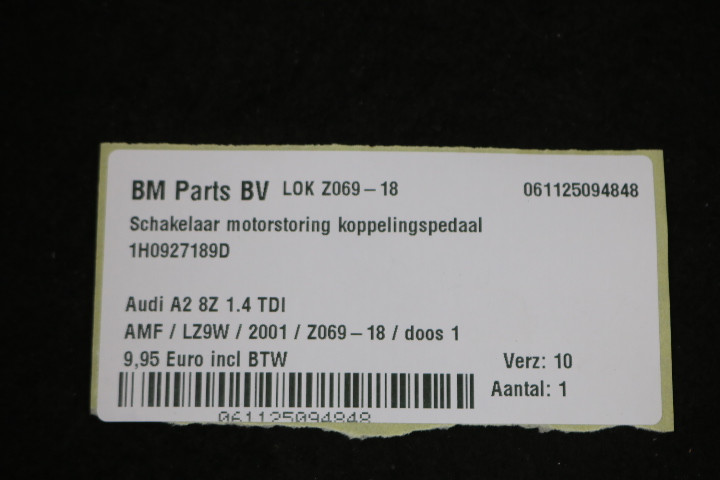 BM Parts BV LOK Z069-18 061125094848
Schakelaar motorstoring koppelingspedaal
1H0927189D
Audi A2 8Z 1.4 TDI
AMF / LZ9W / 2001 / Z069-18 / doos 1
9,95 Euro incl BTW Verz: 10
Aantal: 1
061125094848